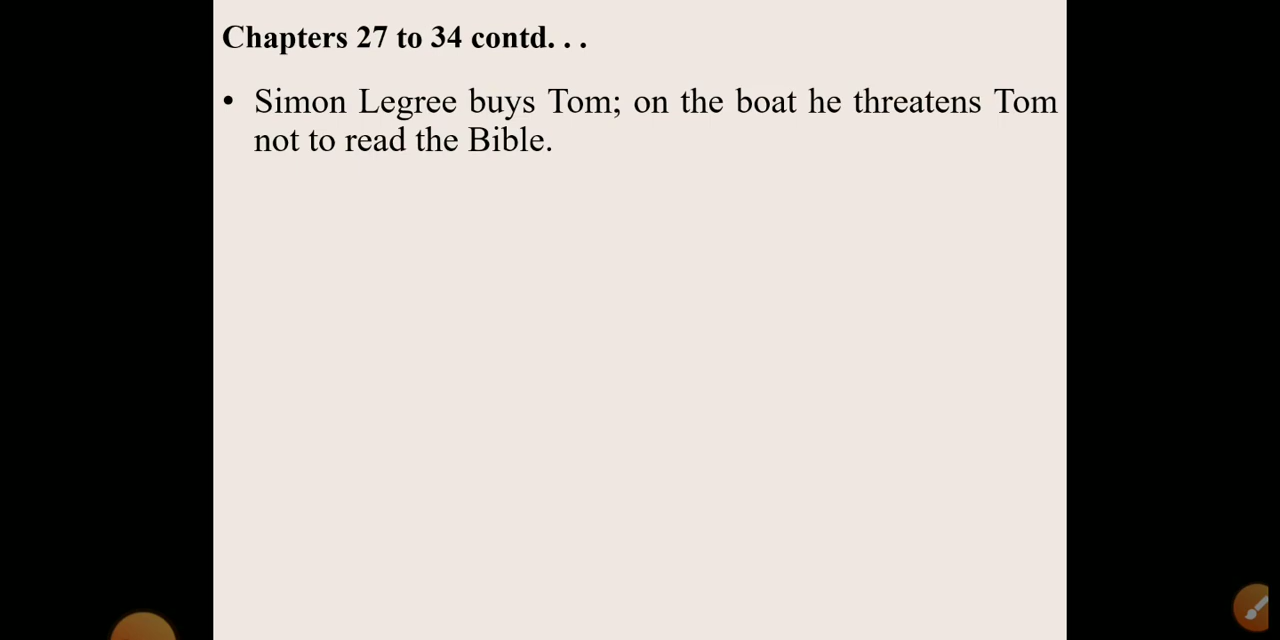 Chapters 27 to 34 contd. . .
• Simon Legree buys Tom; on the boat he threatens Tom
not to read the Bible.